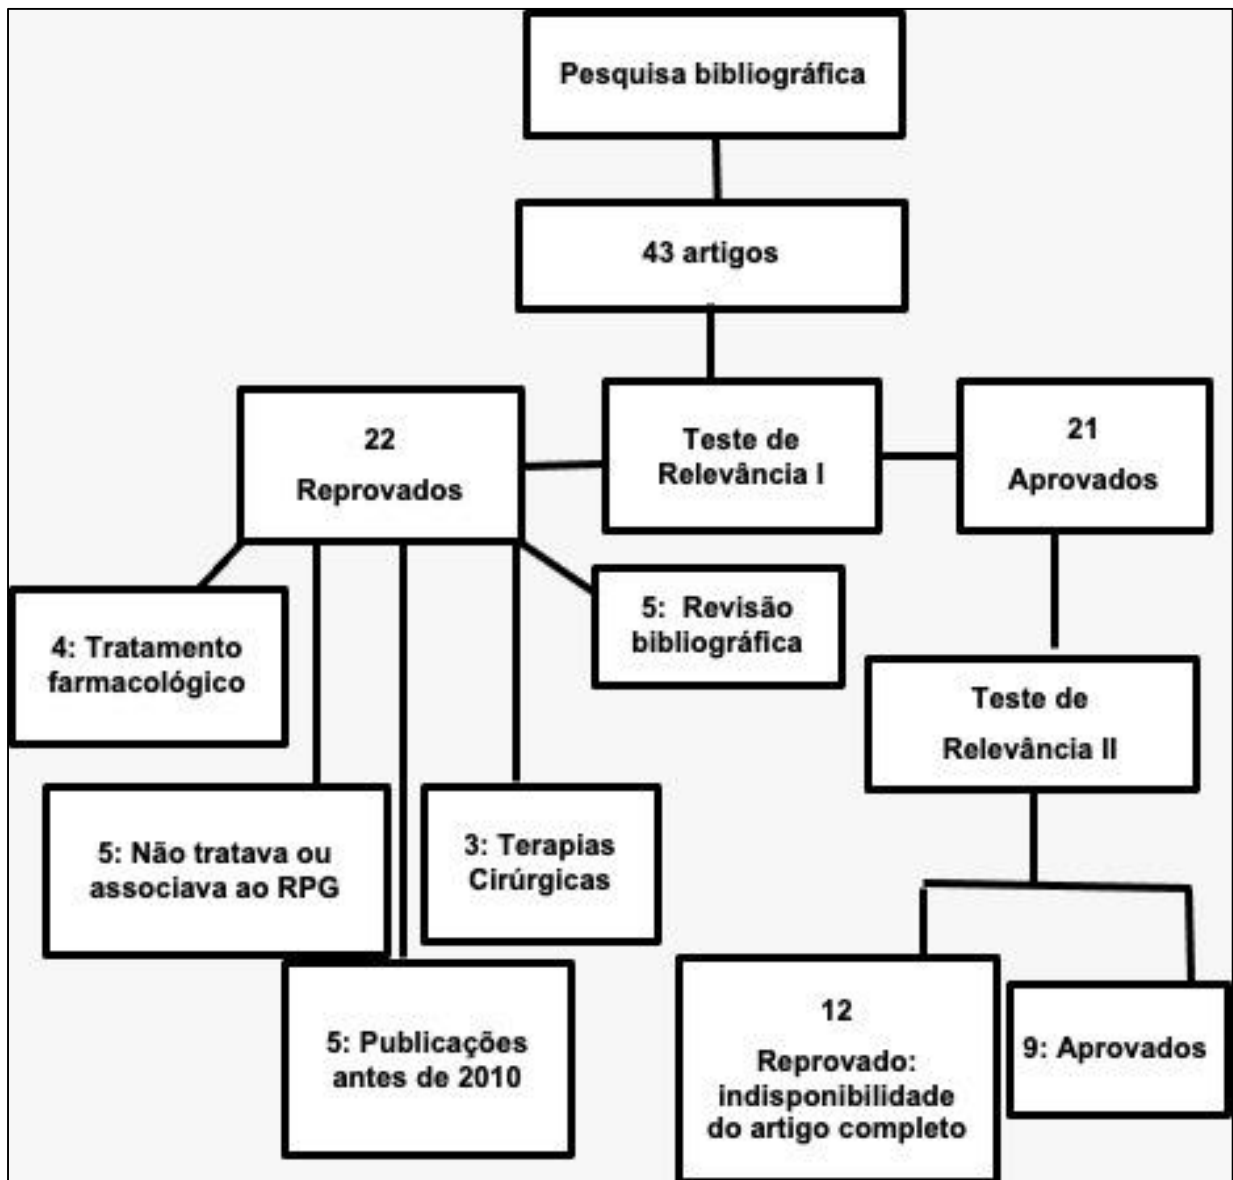 Pesquisa bibliográfica
43 artigos
22
Reprovados
Teste de
Relevância I
21
Aprovados
4: Tratamento
farmacológico
5: Revisão
bibliográfica
Teste de
Relevância II
5: Não tratava ou
associava ao RPG
3: Terapias
Cirúrgicas
5: Publicações
antes de 2010
12
Reprovado:
indisponibilidade
do artigo completo
9: Aprovados